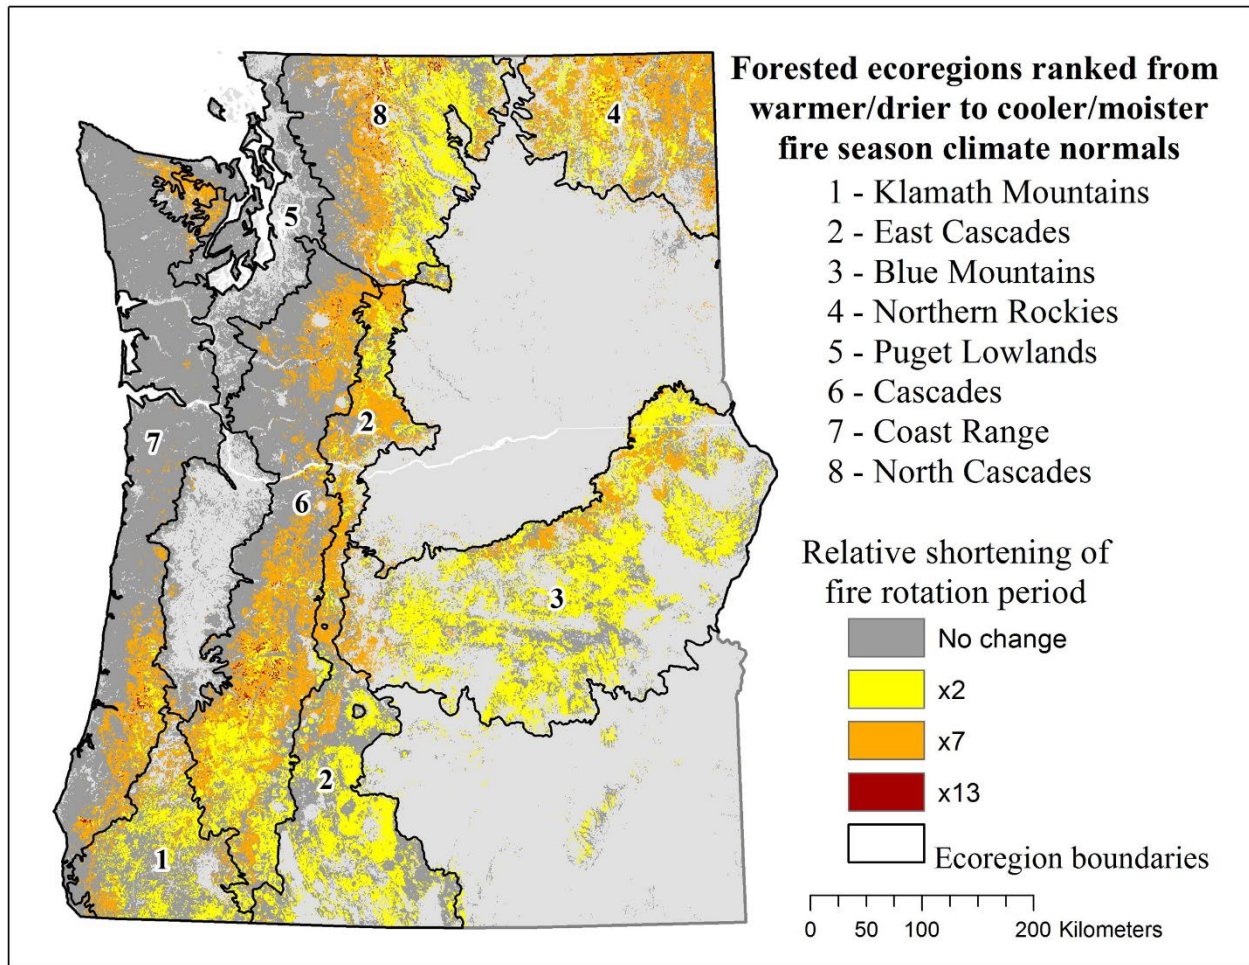 Forested ecoregions ranked from
warmer/drier to cooler/moister
fire season climate normals
1 - Klamath Mountains
2 - East Cascades
3 - Blue Mountains
4 - Northern Rockies
5 - Puget Lowlands
6 - Cascades
7 - Coast Range
8 - North Cascades
Relative shortening of
fire rotation period
No change
x2
x7
x13
Ecoregion boundaries
0 50 100 200 Kilometers
8
4
5
2
7
6
3
2
1